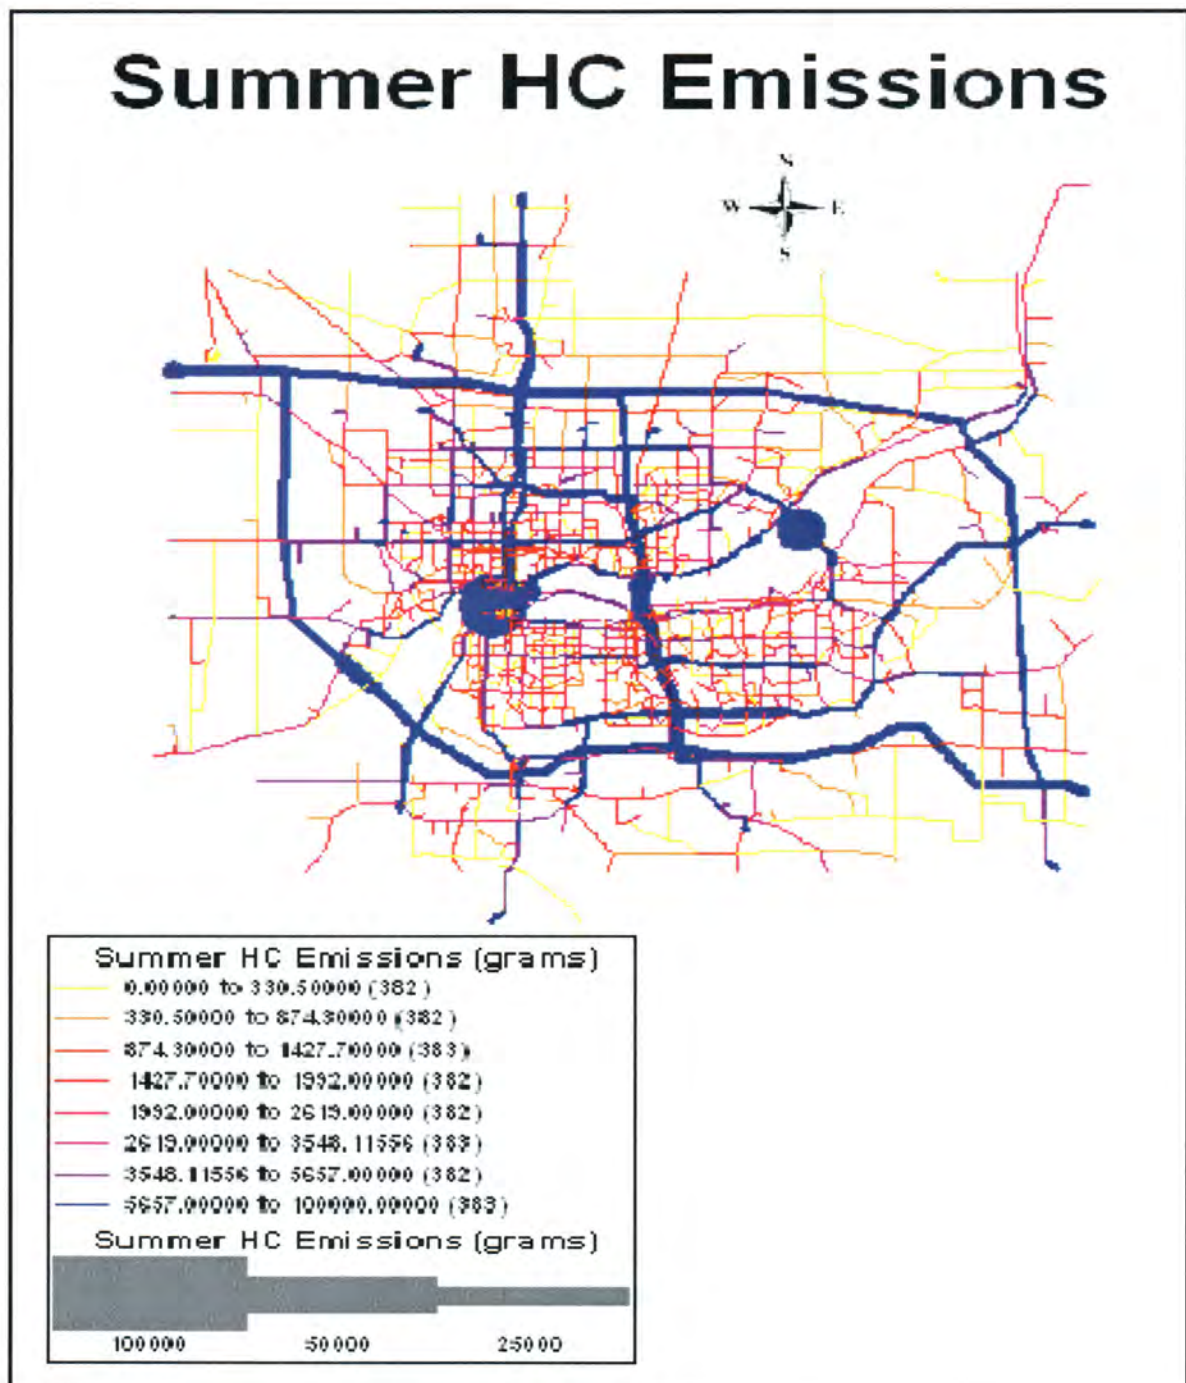 Summer HC Emissions
S
W E
S
Summer HC Emissions (grams)
0.00000 to 330.50000 (382)
330.50000 to 874.30000 (382)
874.30000 to 1427.70000 (383)
1427.70000 to 1992.00000 (382)
1992.00000 to 2619.00000 (382)
2619.00000 to 3548.11556 (383)
3548.11556 to 5657.00000 (382)
5657.00000 to 100000.00000 (383)
Summer HC Emissions (grams)
100000 50000 25000